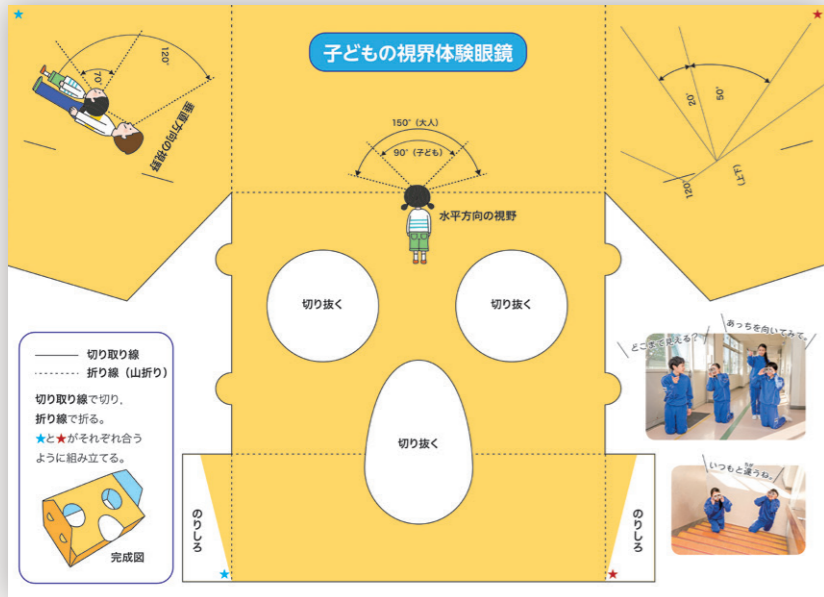 ★
★
子どもの視界体験眼鏡
120°
70°
垂直方向の視野
150°（大人）
90°（子ども）
水平方向の視野
20°
50°
120°
(上下)
切り抜く
切り抜く
切り抜く
切り取り線
折り線（山折り）
切り取り線で切り，
折り線で折る。
★と★がそれぞれ合う
ように組み立てる。
完成図
のりしろ
のりしろ
★
★
どこまで見える？
あっちを向いてみて。
いつもと違うね。